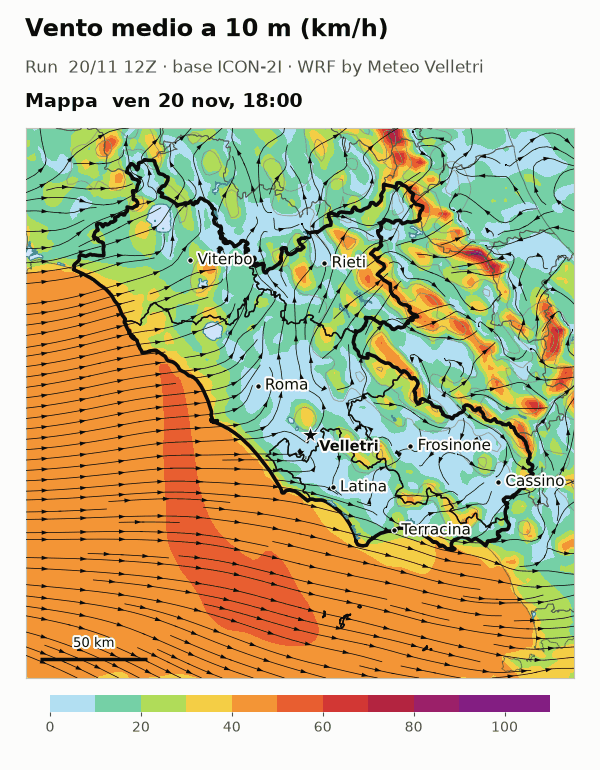 Vento medio a 10 m (km/h)
Run  20/11 12Z · base ICON-2I · WRF by Meteo Velletri
Mappa  ven 20 nov, 18:00
Viterbo
Rieti
Roma
Velletri
Frosinone
Latina
Cassino
Terracina
50 km
0 20 40 60 80 100